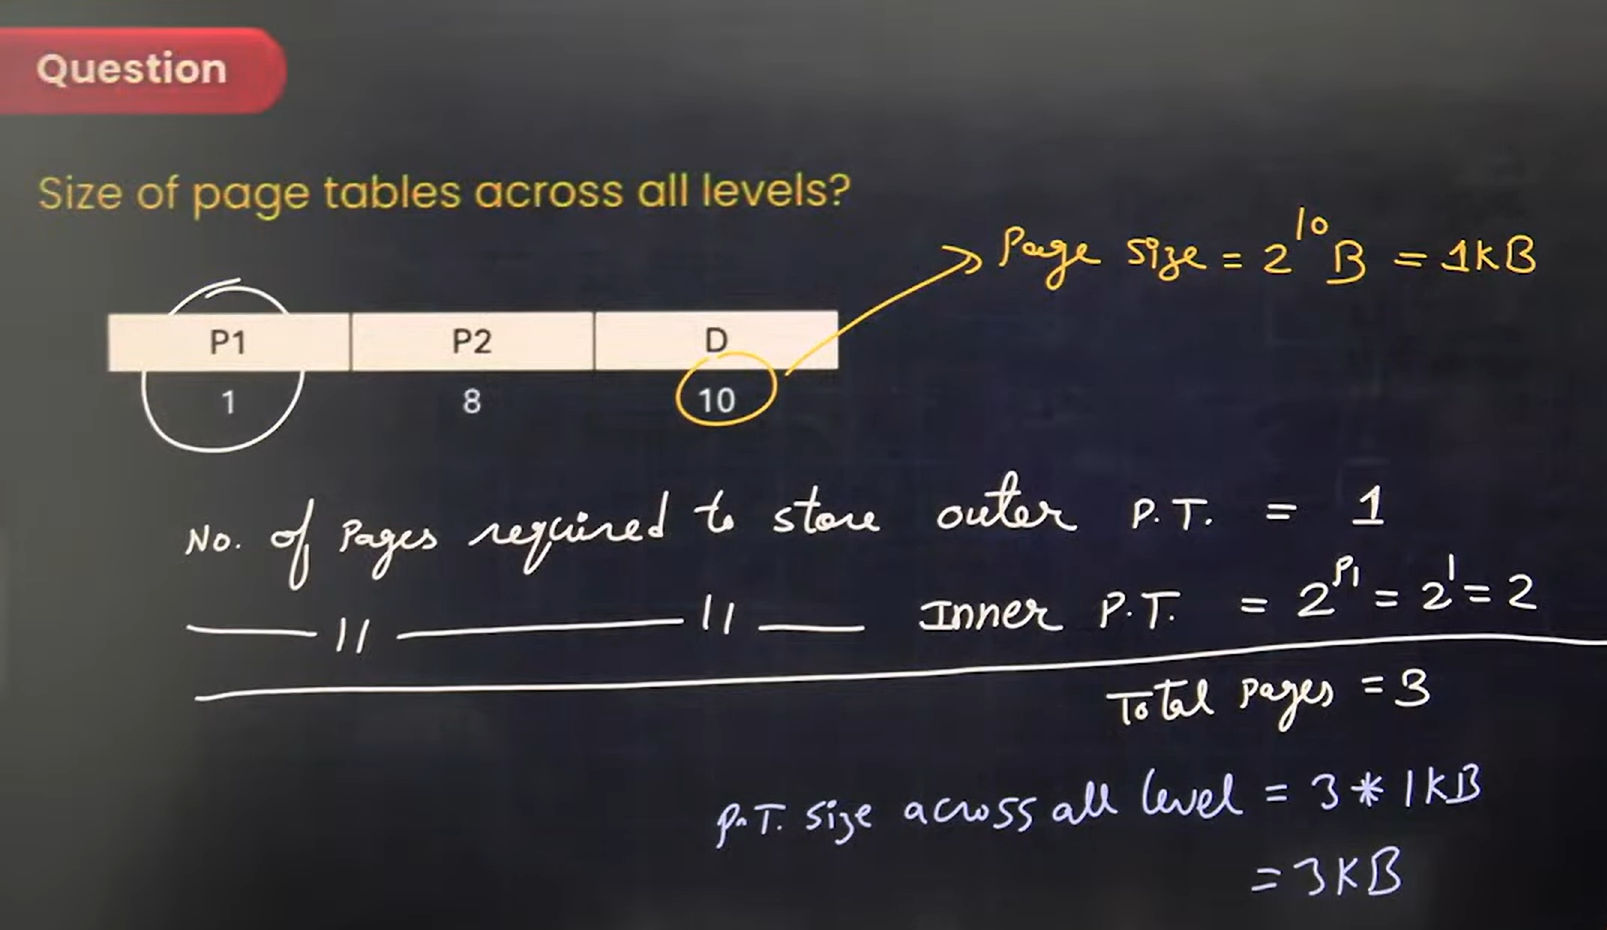 Question
Size of page tables across all levels?
Page size = 2^10 B = 1KB
P1 P2 D
1 8 10
No. of Pages required to store outer P.T. = 1
—— 11 —— 11 —— Inner P.T. = 2^P1 = 2^1 = 2
Total Pages = 3
P.T. size across all level = 3 * 1KB
= 3KB